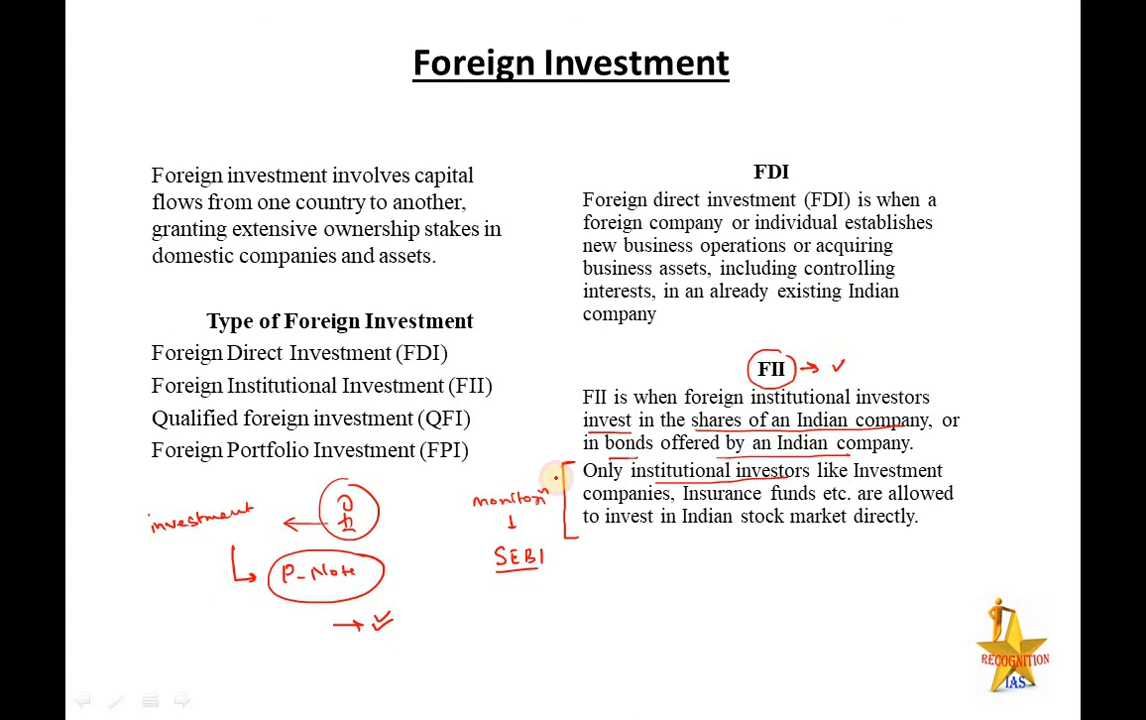 Foreign Investment
Foreign investment involves capital
flows from one country to another,
granting extensive ownership stakes in
domestic companies and assets.
Type of Foreign Investment
Foreign Direct Investment (FDI)
Foreign Institutional Investment (FII)
Qualified foreign investment (QFI)
Foreign Portfolio Investment (FPI)
investment
P-Note
FDI
Foreign direct investment (FDI) is when a
foreign company or individual establishes
new business operations or acquiring
business assets, including controlling
interests, in an already existing Indian
company
FII
FII is when foreign institutional investors
invest in the shares of an Indian company, or
in bonds offered by an Indian company.
Only institutional investors like Investment
companies, Insurance funds etc. are allowed
to invest in Indian stock market directly.
SEBI
RECOGNITION
IAS